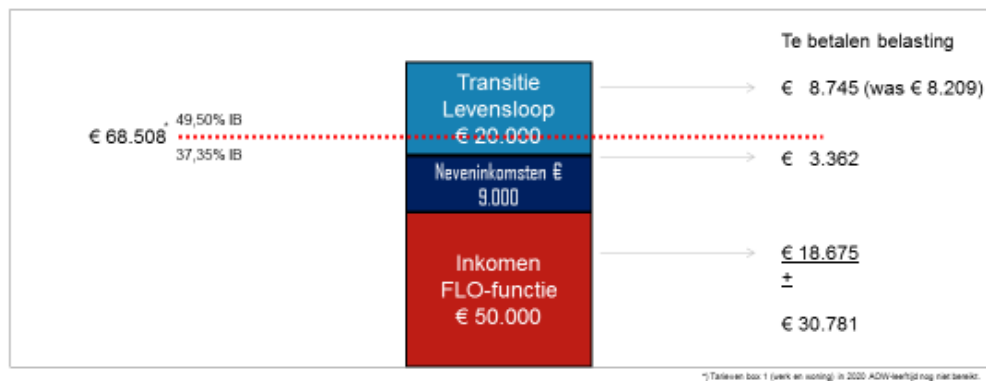 Te betalen belasting
Transitie
Levensloop
€ 20.000
€ 8.745 (was € 8.209)
€ 68.508
* 49,50% IB
37,35% IB
€ 3.362
Neveninkomsten €
9.000
Inkomen
FLO-functie
€ 50.000
€ 18.675
+
€ 30.781
*) Tarieven box 1 (werk en woning) in 2020 AOW-leeftijd nog niet bereikt.